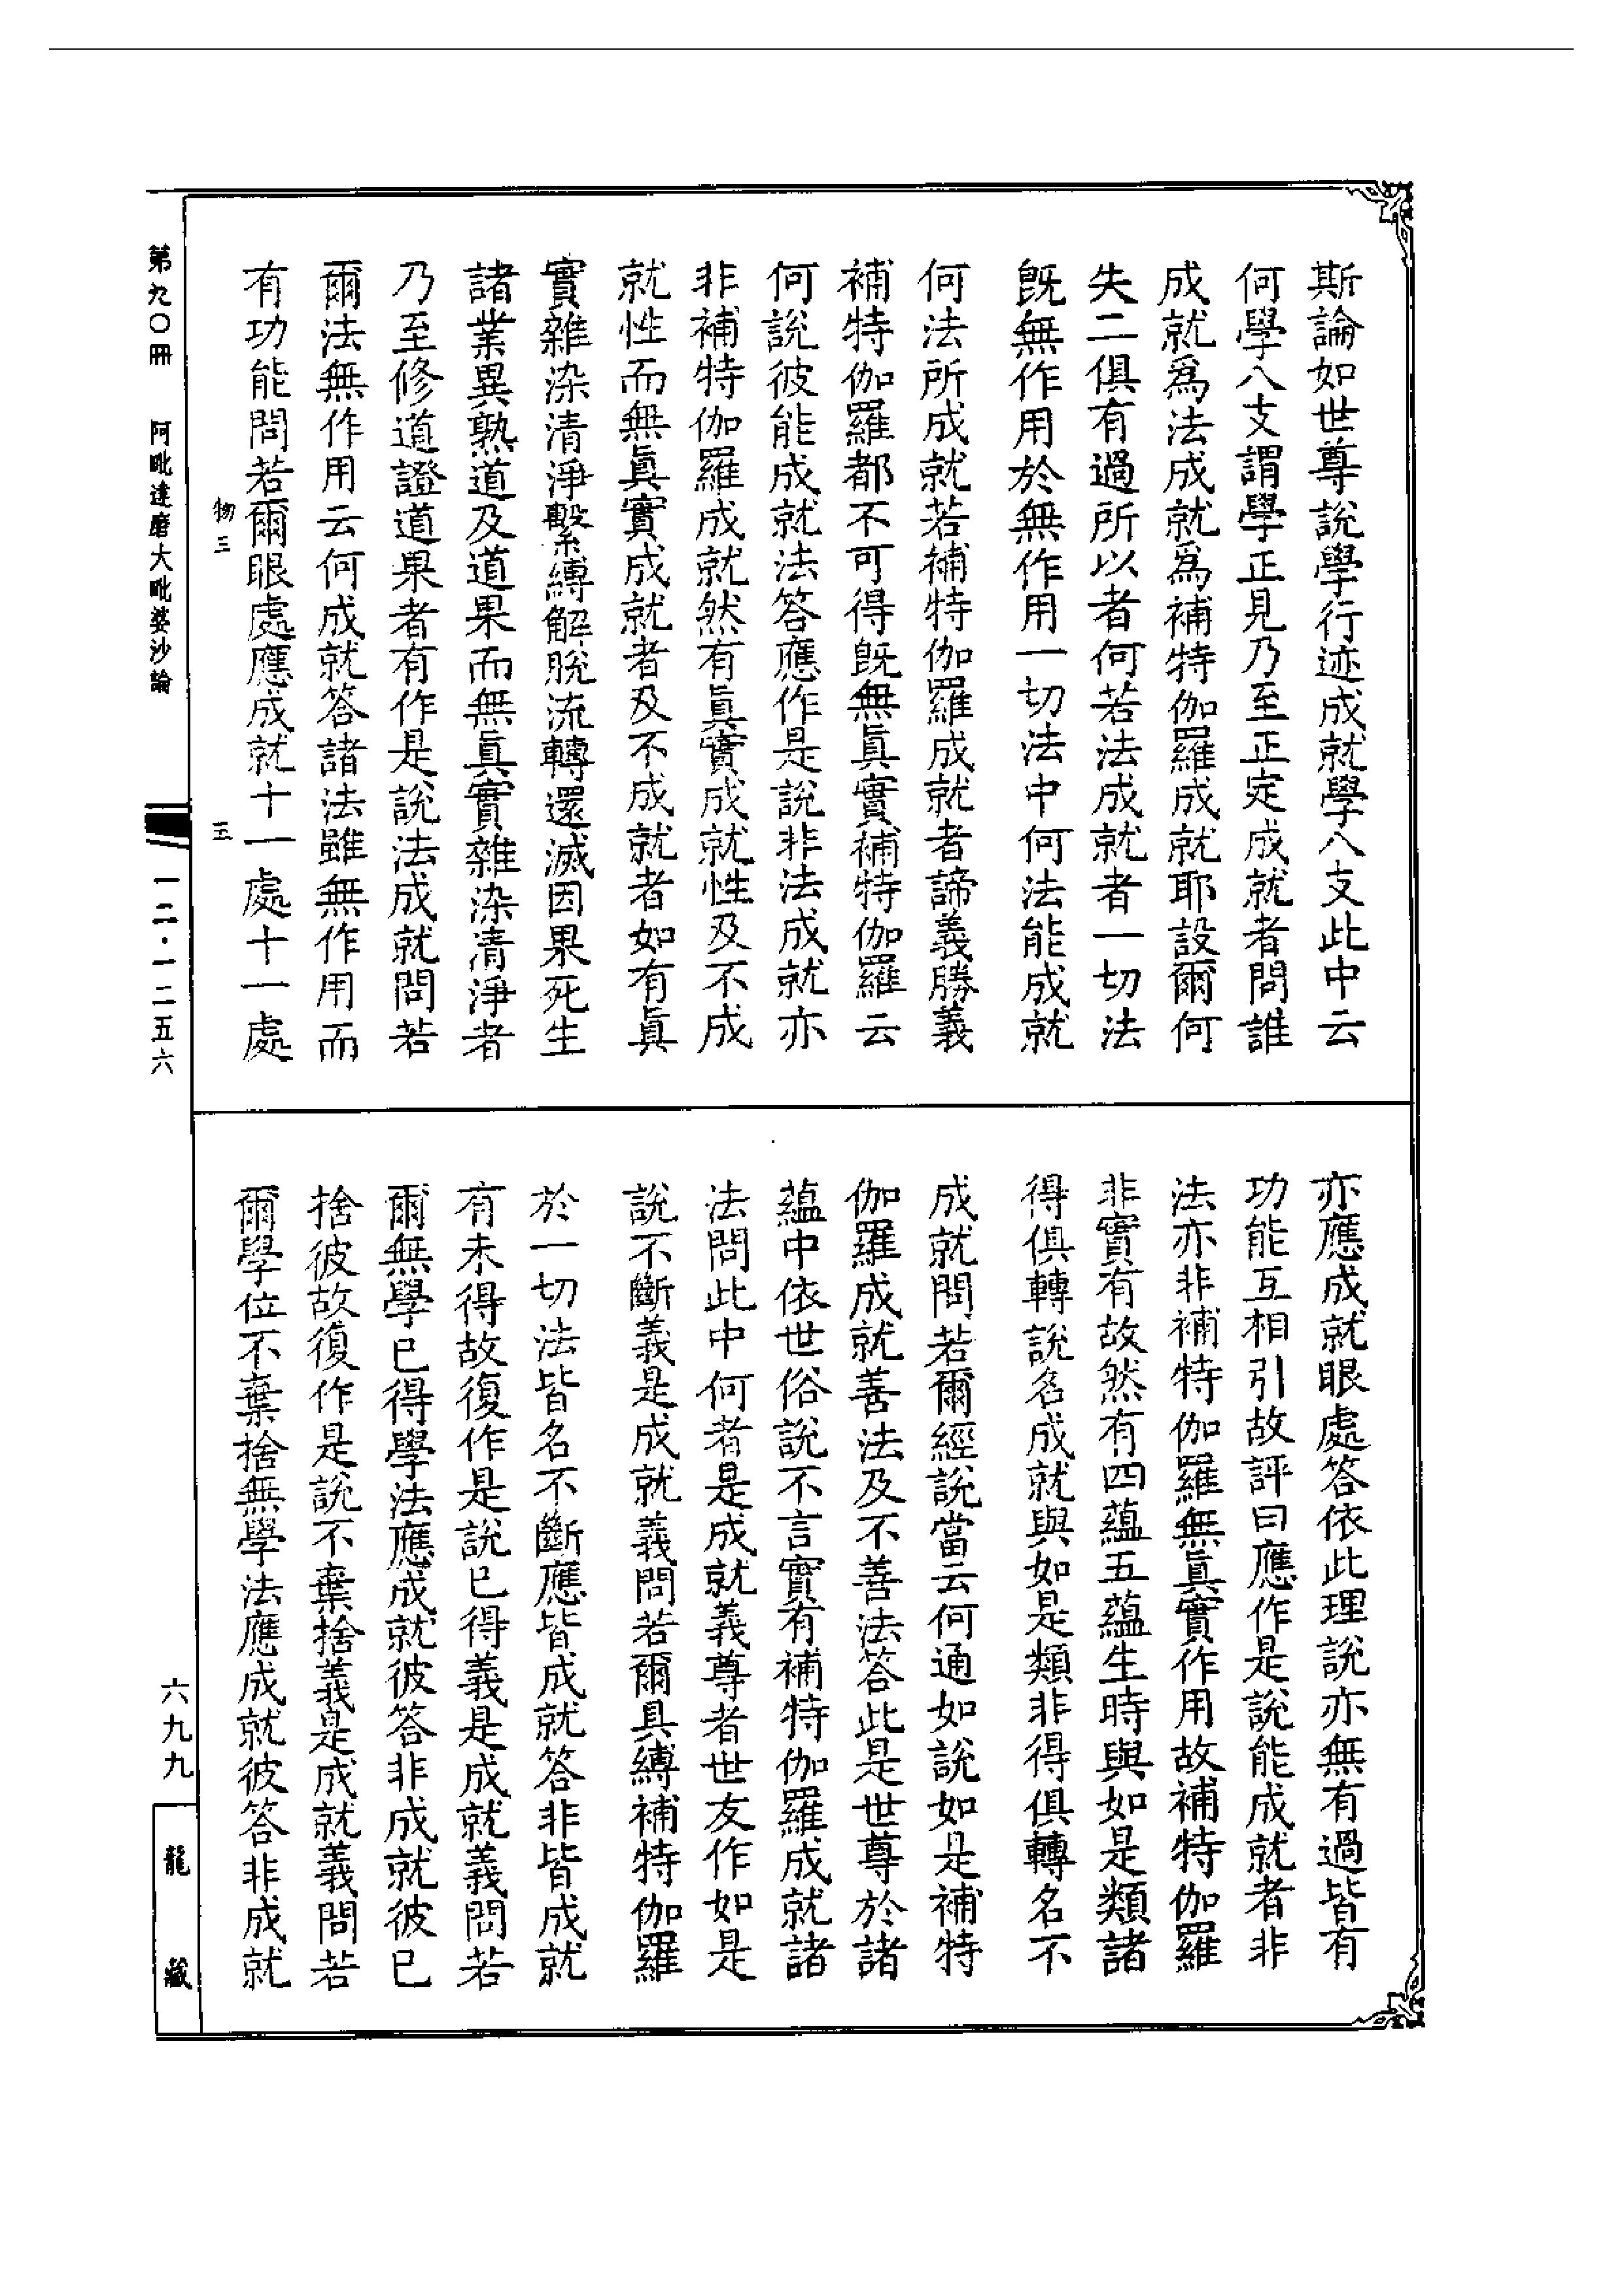 斯論如世尊說學行迹成就學八支此中云
何學八支謂學正見乃至正定成就者問誰
成就爲法成就爲補特伽羅成就耶設爾何
失二俱有過所以者何若法成就者一切法
旣無作用於無作用一切法中何法能成就
何法所成就若補特伽羅成就者諦義勝義
補特伽羅都不可得旣無眞實補特伽羅云
何說彼能成就法答應作是說非法成就亦
非補特伽羅成就然有眞實成就性及不成
就性而無眞實成就者及不成就者如有眞
實雜染清淨繫縛解脫流轉還滅因果死生
諸業異熟道及道果而無眞實雜染清淨者
乃至修道證道果者有作是說法成就問若
爾法無作用云何成就答諸法雖無作用而
有功能問若爾眼處應成就十一處十一處
亦應成就眼處答依此理說亦無有過皆有
功能互相引故評曰應作是說能成就者非
法亦非補特伽羅無眞實作用故補特伽羅
非實有故然有四蘊五蘊生時與如是類諸
得俱轉說名成就與如是類非得俱轉名不
成就問若爾經說當云何通如說如是補特
伽羅成就善法及不善法答此是世尊於諸
蘊中依世俗說不言實有補特伽羅成就諸
法問此中何者是成就義尊者世友作如是
說不斷義是成就義問若爾具縛補特伽羅
於一切法皆名不斷應皆成就答非皆成就
有未得故復作是說已得義是成就義問若
爾無學已得學法應成就彼答非成就彼已
捨彼故復作是說不棄捨義是成就義問若
爾學位不棄捨無學法應成就彼答非成就
物三
三
第九〇冊 阿毗達磨大毗婆沙論
一二·一二五六
六九九
龍藏